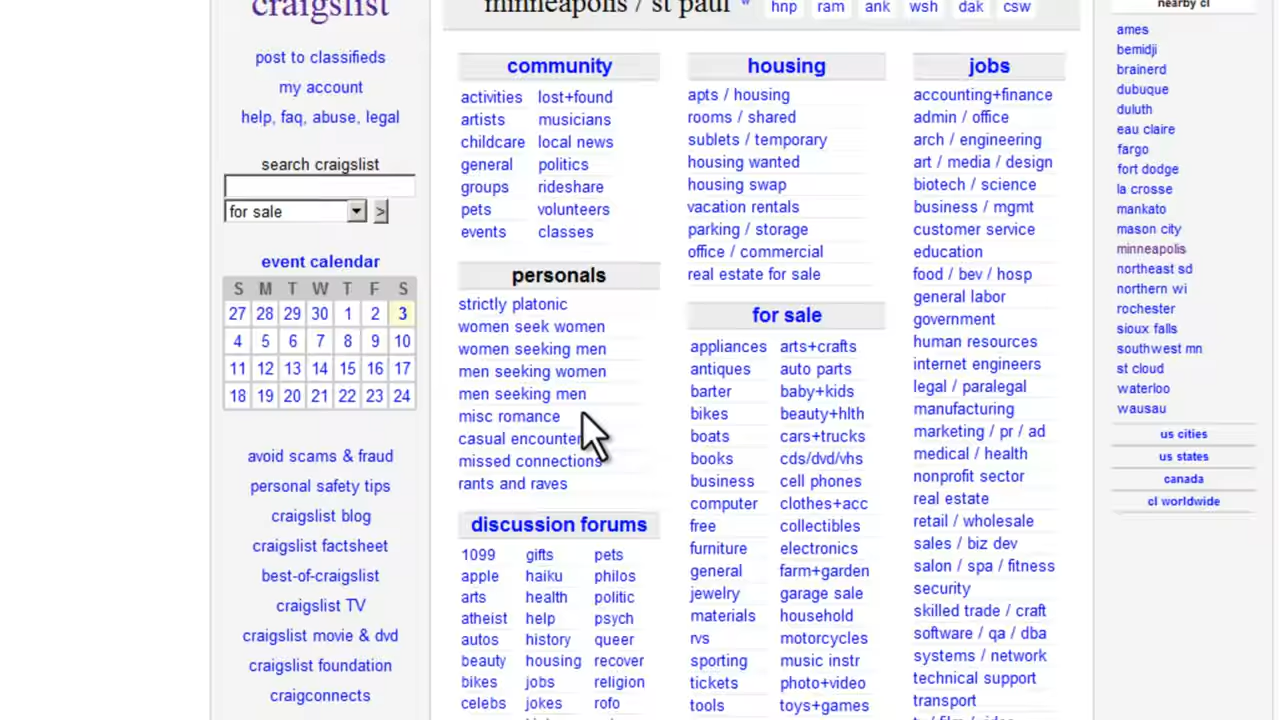 craigslist
post to classifieds
my account
help, faq, abuse, legal
search craigslist
for sale
>
event calendar
S M T W T F S
27 28 29 30 1 2 3
4 5 6 7 8 9 10
11 12 13 14 15 16 17
18 19 20 21 22 23 24
avoid scams & fraud
personal safety tips
craigslist blog
craigslist factsheet
best-of-craigslist
craigslist TV
craigslist movie & dvd
craigslist foundation
craigconnects
minneapolis / st paul w hnp ram ank wsh dak csw
community
activities lost+found
artists musicians
childcare local news
general politics
groups rideshare
pets volunteers
events classes
personals
strictly platonic
women seek women
women seeking men
men seeking women
men seeking men
misc romance
casual encounter
missed connections
rants and raves
discussion forums
1099 gifts pets
apple haiku philos
arts health politic
atheist help psych
autos history queer
beauty housing recover
bikes jobs religion
celebs jokes rofo
housing
apts / housing
rooms / shared
sublets / temporary
housing wanted
housing swap
vacation rentals
parking / storage
office / commercial
real estate for sale
for sale
appliances arts+crafts
antiques auto parts
barter baby+kids
bikes beauty+hlth
boats cars+trucks
books cds/dvd/vhs
business cell phones
computer clothes+acc
free collectibles
furniture electronics
general farm+garden
jewelry garage sale
materials household
rvs motorcycles
sporting music instr
tickets photo+video
tools toys+games
jobs
accounting+finance
admin / office
arch / engineering
art / media / design
biotech / science
business / mgmt
customer service
education
food / bev / hosp
general labor
government
human resources
internet engineers
legal / paralegal
manufacturing
marketing / pr / ad
medical / health
nonprofit sector
real estate
retail / wholesale
sales / biz dev
salon / spa / fitness
security
skilled trade / craft
software / qa / dba
systems / network
technical support
transport
nearby cl
ames
bemidji
brainerd
dubuque
duluth
eau claire
fargo
fort dodge
la crosse
mankato
mason city
minneapolis
northeast sd
northern wi
rochester
sioux falls
southwest mn
st cloud
waterloo
wausau
us cities
us states
canada
cl worldwide